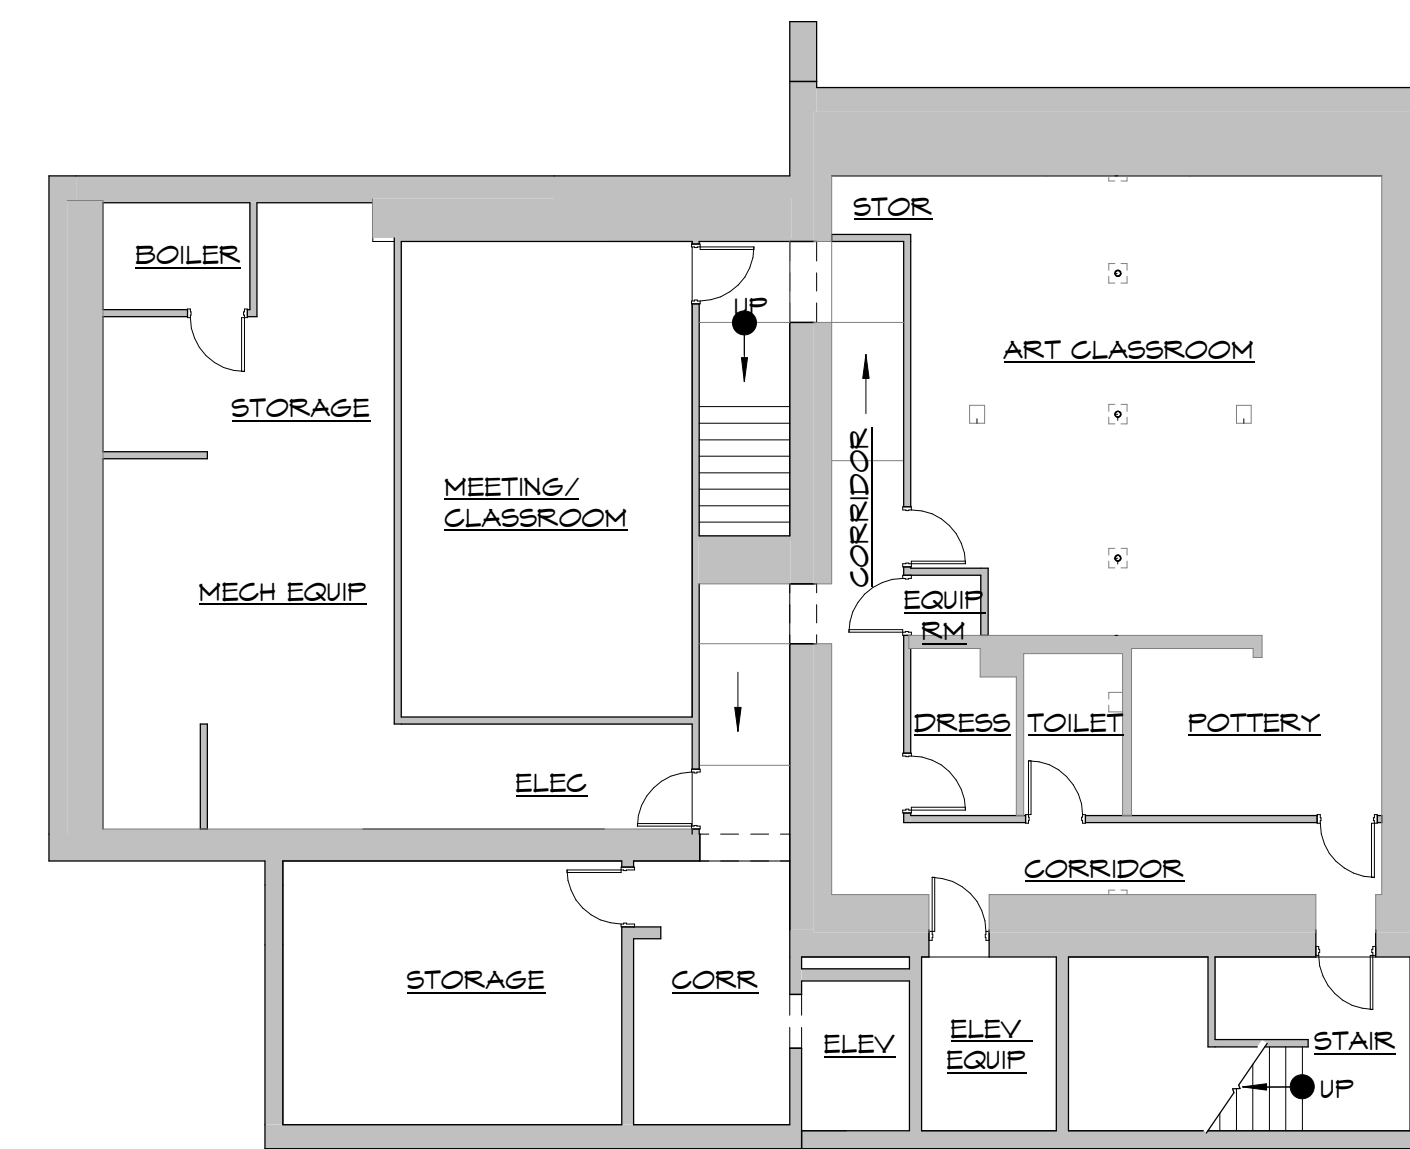 STOR
BOILER
UP
ART CLASSROOM
STORAGE
MEETING/
CLASSROOM
CORRIDOR
MECH EQUIP
EQUIP
RM
DRESS
TOILET
POTTERY
ELEC
CORRIDOR
STORAGE
CORR
ELEV
ELEV
EQUIP
STAIR
UP